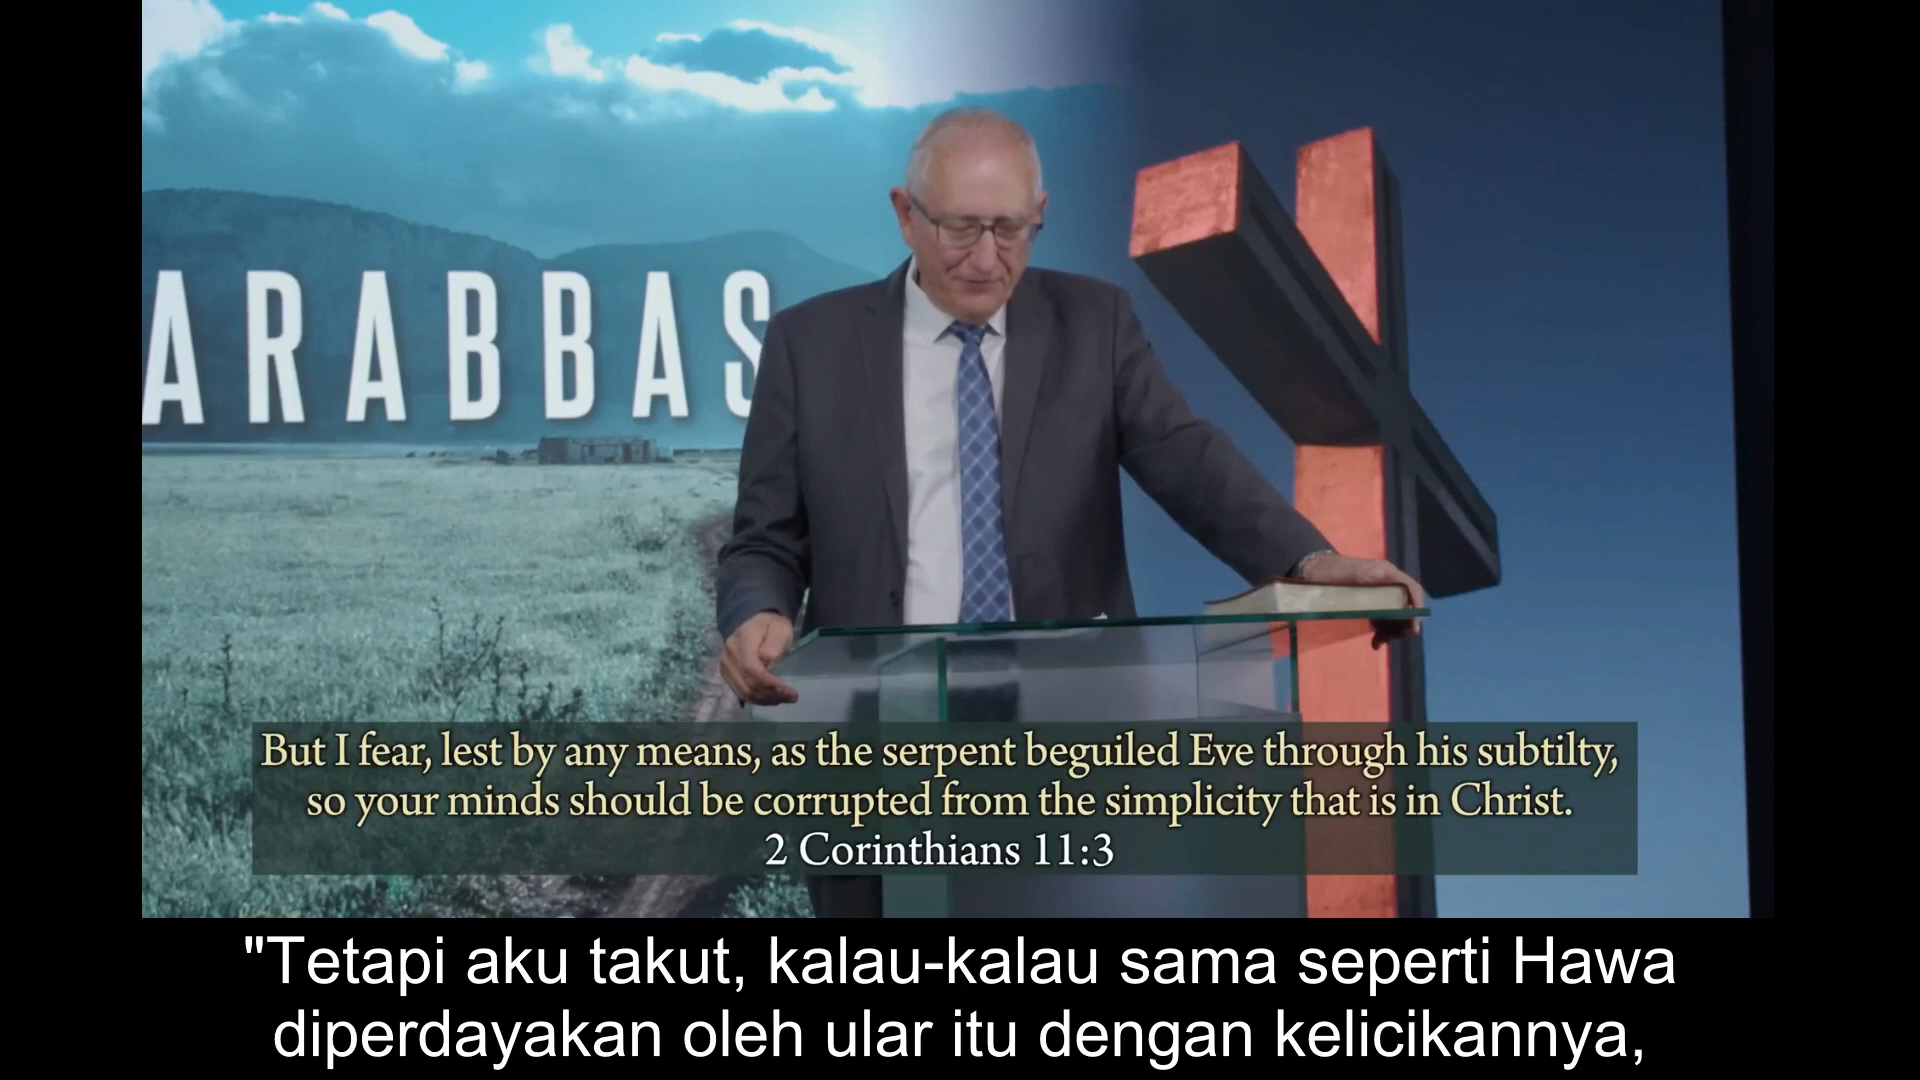 ARABBAS
But I fear, lest by any means, as the serpent beguiled Eve through his subtilty,
so your minds should be corrupted from the simplicity that is in Christ.
2 Corinthians 11:3
"Tetapi aku takut, kalau-kalau sama seperti Hawa
diperdayakan oleh ular itu dengan kelicikannya,